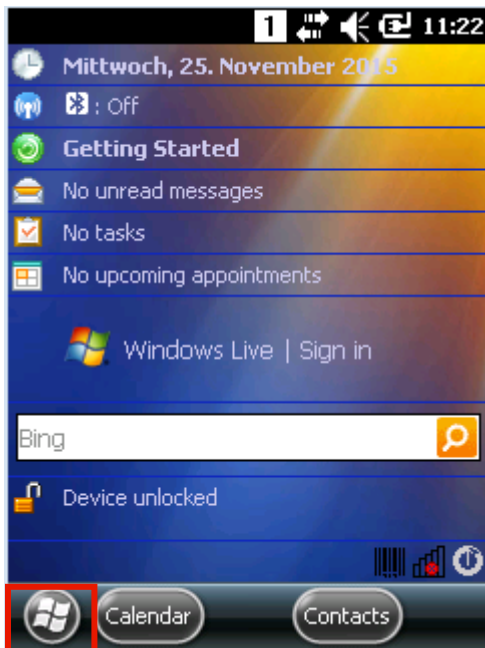 1 11:22
Mittwoch, 25. November 2015
: Off
Getting Started
No unread messages
No tasks
No upcoming appointments
Windows Live | Sign in
Bing
Device unlocked
Calendar Contacts